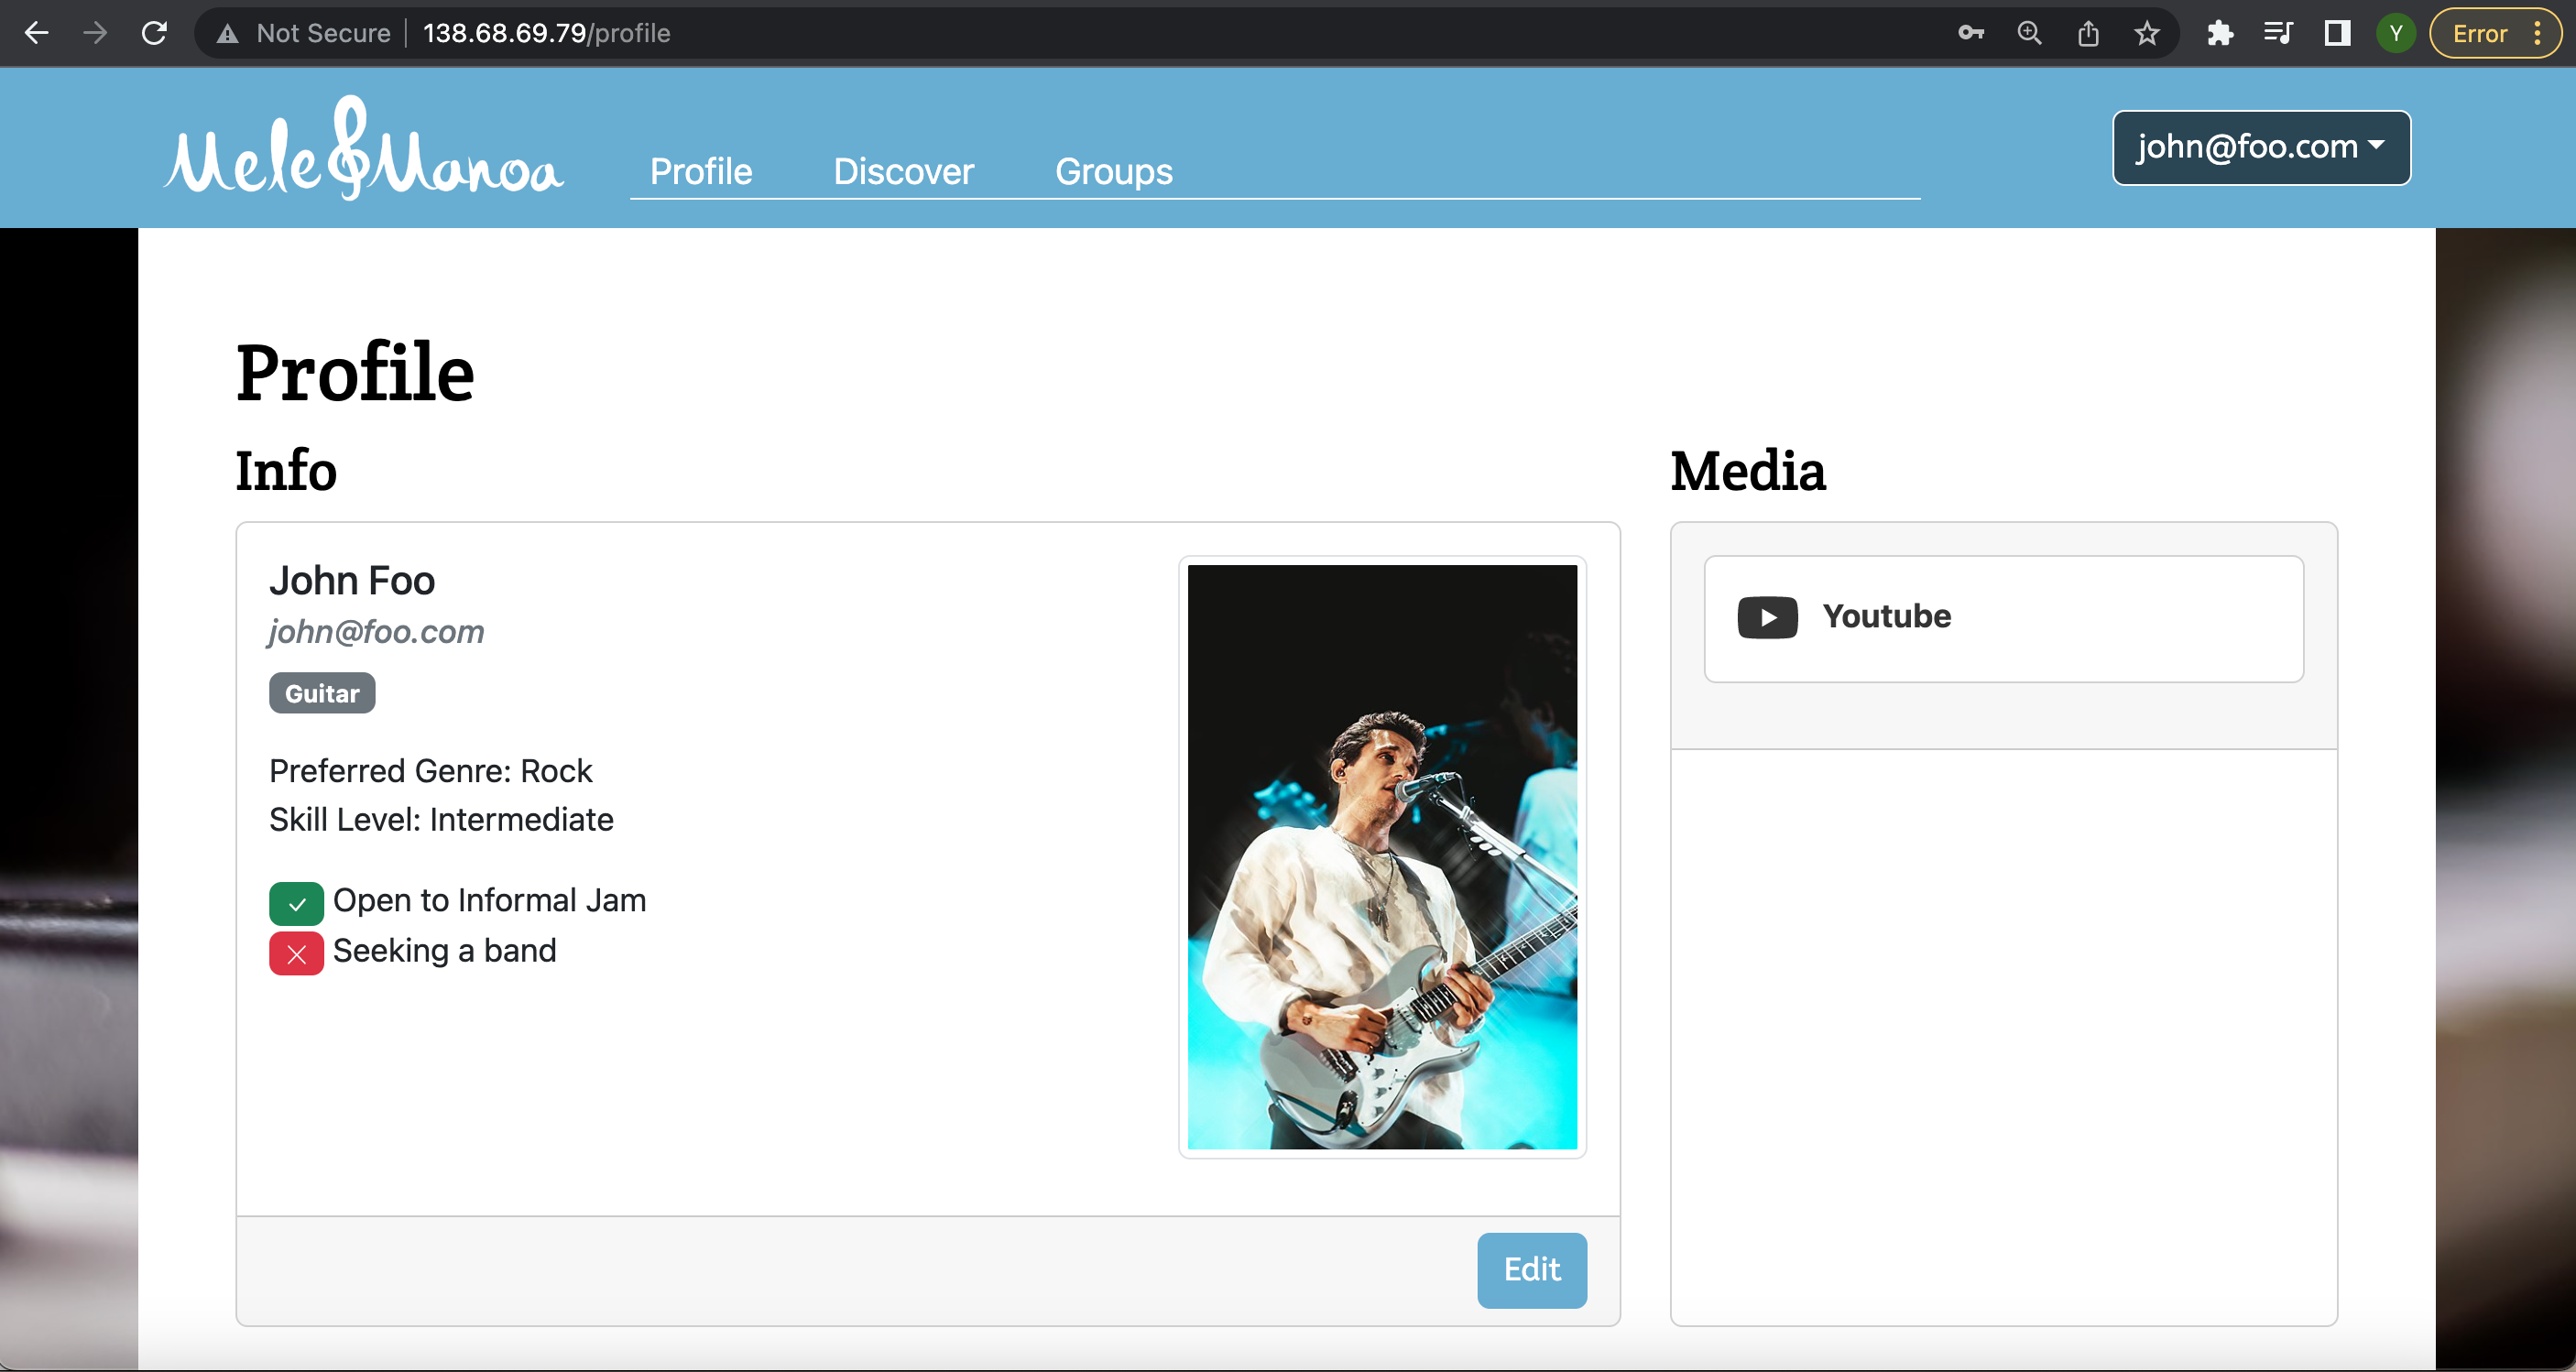 Not Secure 138.68.69.79/profile Y Error
Mele Manoa Profile Discover Groups john@foo.com
Profile
Info
John Foo
john@foo.com
Guitar
Preferred Genre: Rock
Skill Level: Intermediate
Open to Informal Jam
Seeking a band
Edit
Media
Youtube